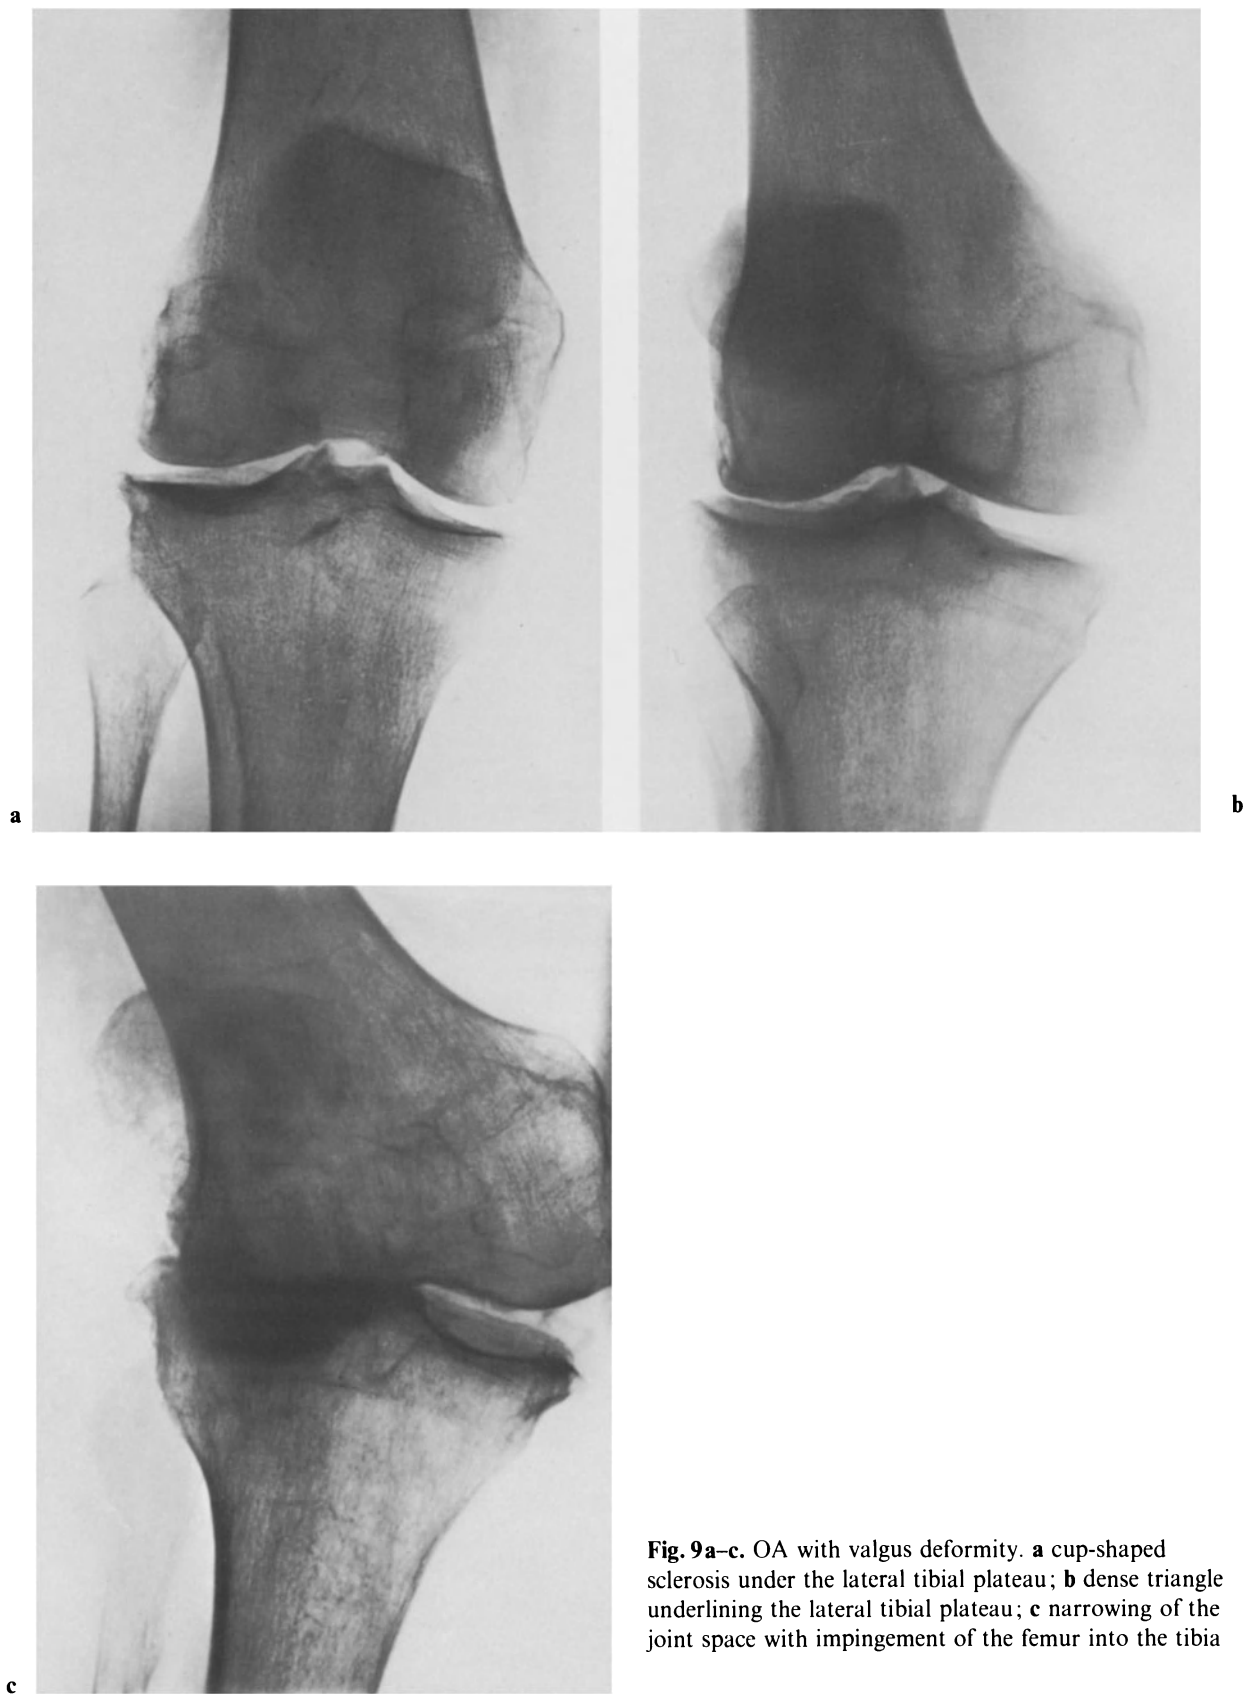 a
b
c
Fig. 9a–c. OA with valgus deformity. a cup-shaped
sclerosis under the lateral tibial plateau; b dense triangle
underlining the lateral tibial plateau; c narrowing of the
joint space with impingement of the femur into the tibia